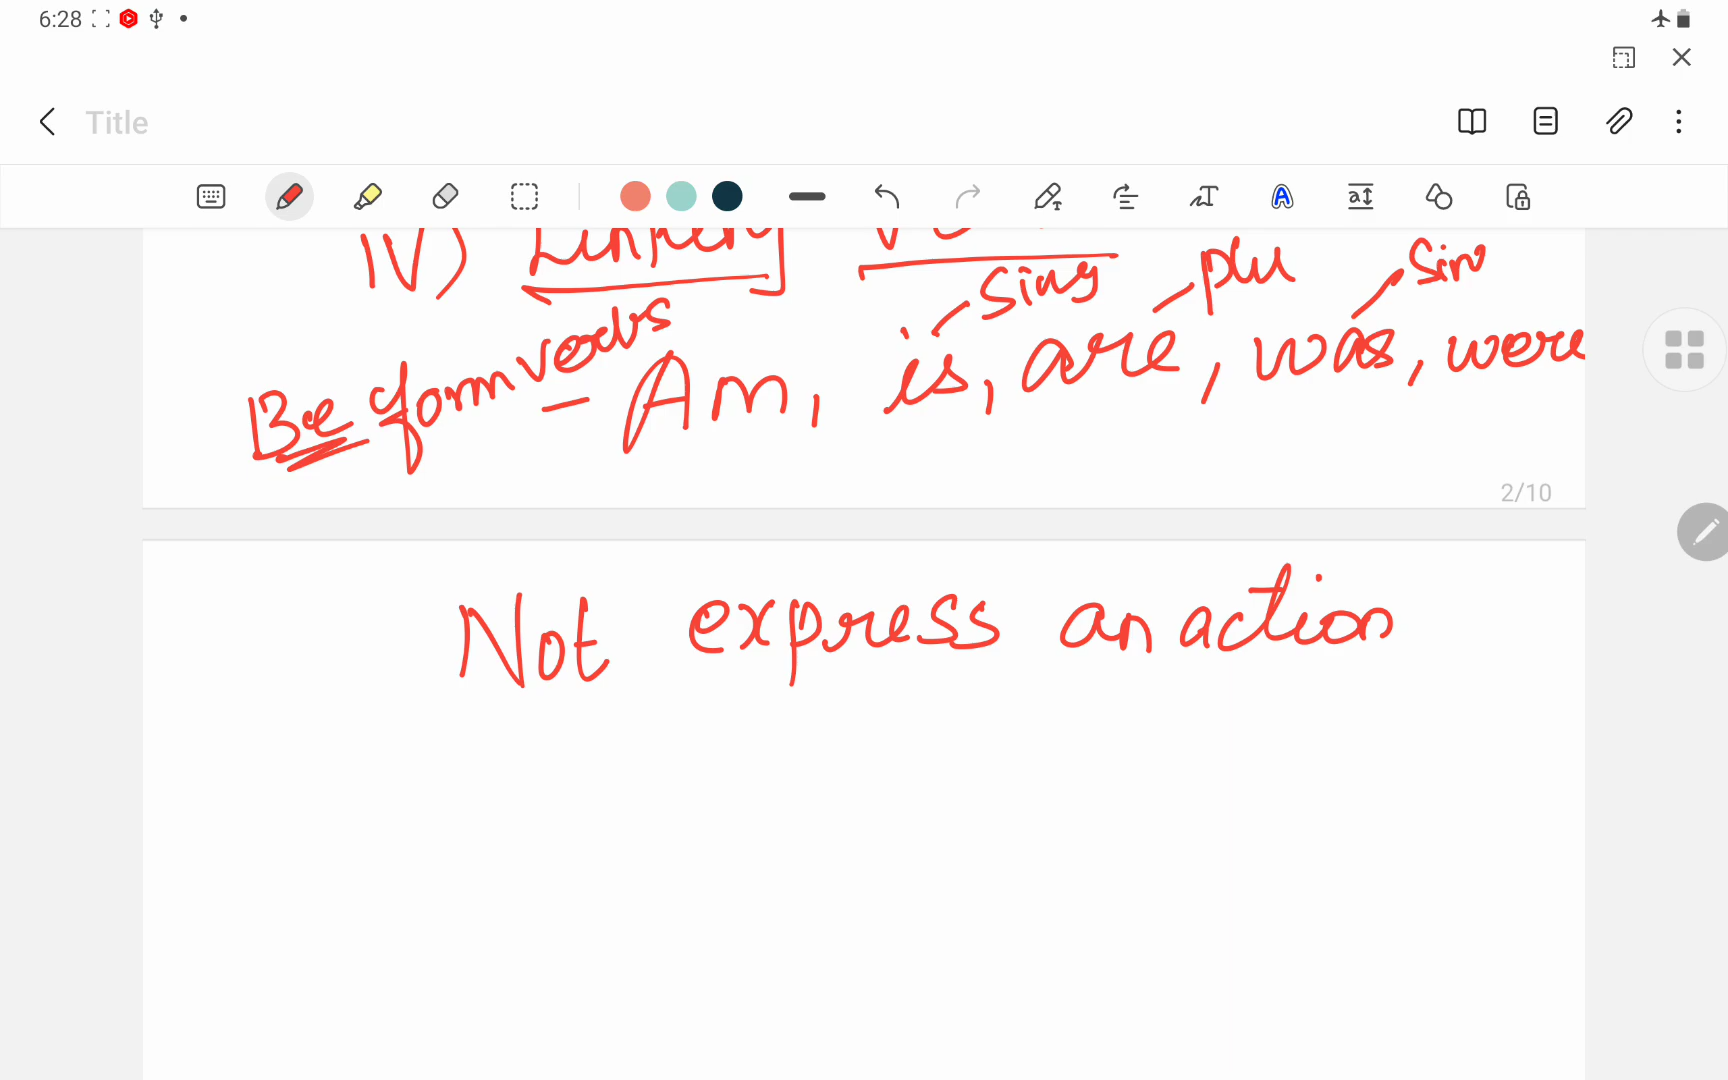 6:28
Title
IV) Linking
sing plu sin
Be form verbs - Am, is, are, was, were
2/10
Not express an action